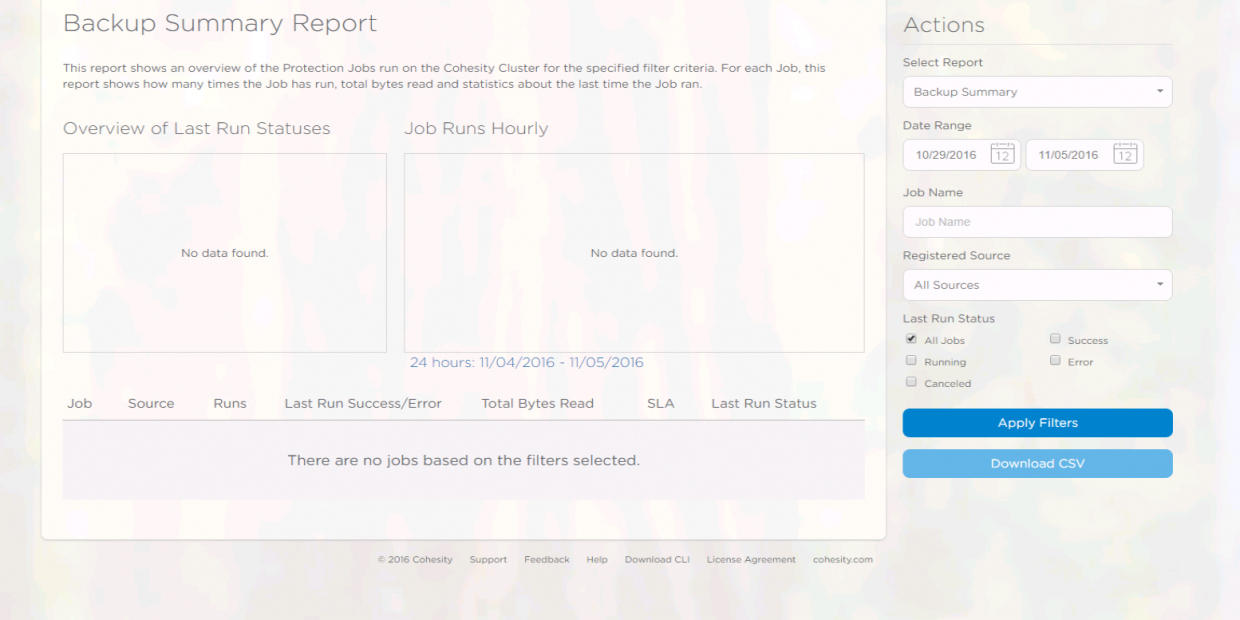 Backup Summary Report
This report shows an overview of the Protection Jobs run on the Cohesity Cluster for the specified filter criteria. For each Job, this
report shows how many times the Job has run, total bytes read and statistics about the last time the Job ran.
Overview of Last Run Statuses
No data found.
Job Runs Hourly
No data found.
24 hours: 11/04/2016 - 11/05/2016
Job Source Runs Last Run Success/Error Total Bytes Read SLA Last Run Status
There are no jobs based on the filters selected.
Actions
Select Report
Backup Summary
Date Range
10/29/2016 12 11/05/2016 12
Job Name
Job Name
Registered Source
All Sources
Last Run Status
All Jobs Success
Running Error
Canceled
Apply Filters
Download CSV
© 2016 Cohesity Support Feedback Help Download CLI License Agreement cohesity.com